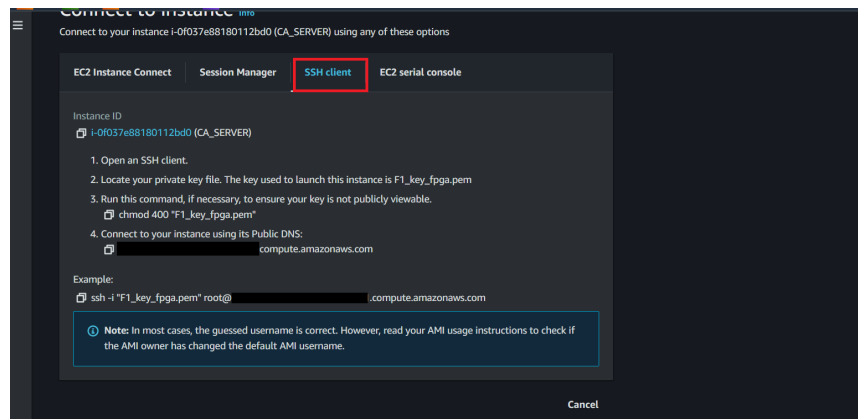 Connect to instance Info
Connect to your instance i-0f037e88180112bd0 (CA_SERVER) using any of these options
EC2 Instance Connect Session Manager SSH client EC2 serial console
Instance ID
i-0f037e88180112bd0 (CA_SERVER)
1. Open an SSH client.
2. Locate your private key file. The key used to launch this instance is F1_key_fpga.pem
3. Run this command, if necessary, to ensure your key is not publicly viewable.
chmod 400 "F1_key_fpga.pem"
4. Connect to your instance using its Public DNS:
compute.amazonaws.com
Example:
ssh -i "F1_key_fpga.pem" root@ .compute.amazonaws.com
Note: In most cases, the guessed username is correct. However, read your AMI usage instructions to check if
the AMI owner has changed the default AMI username.
Cancel